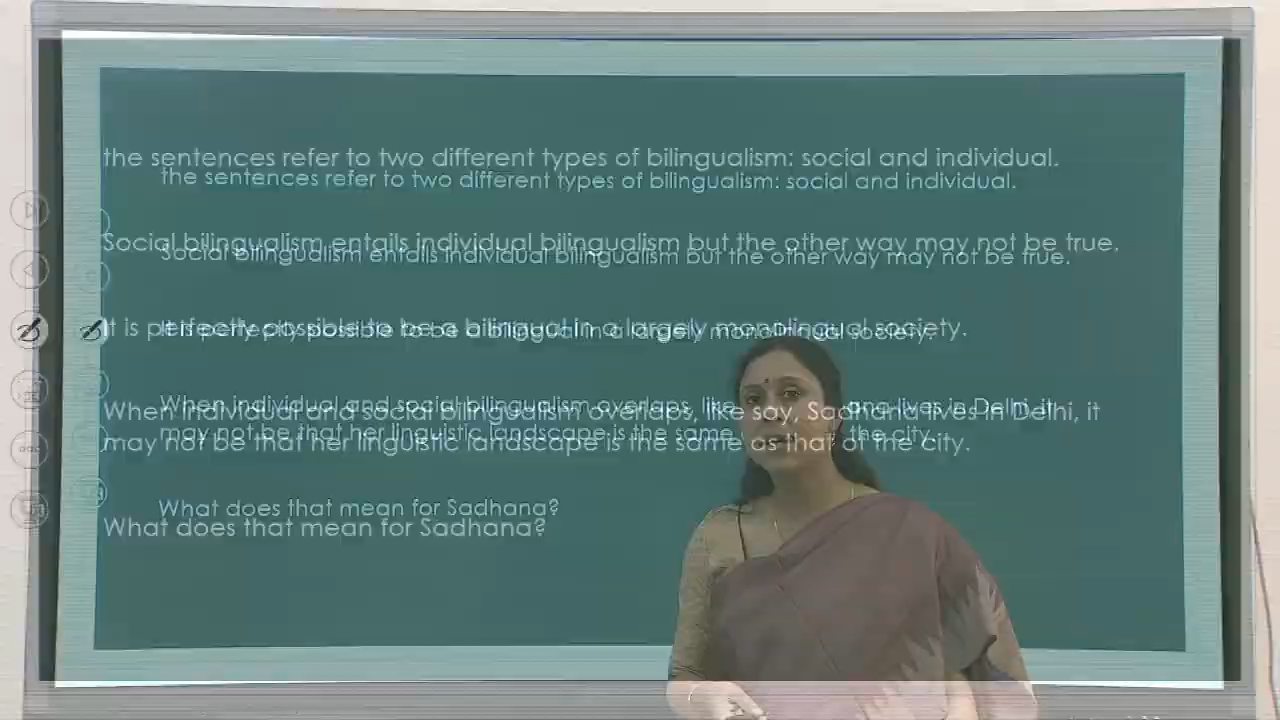 the sentences refer to two different types of bilingualism: social and individual.
Social bilingualism entails individual bilingualism but the other way may not be true.
It is perfectly possible to be a bilingual in a largely monolingual society.
When individual and social bilingualism overlaps, like say, Sadhana lives in Delhi, it
may not be that her linguistic landscape is the same as that of the city.
What does that mean for Sadhana?